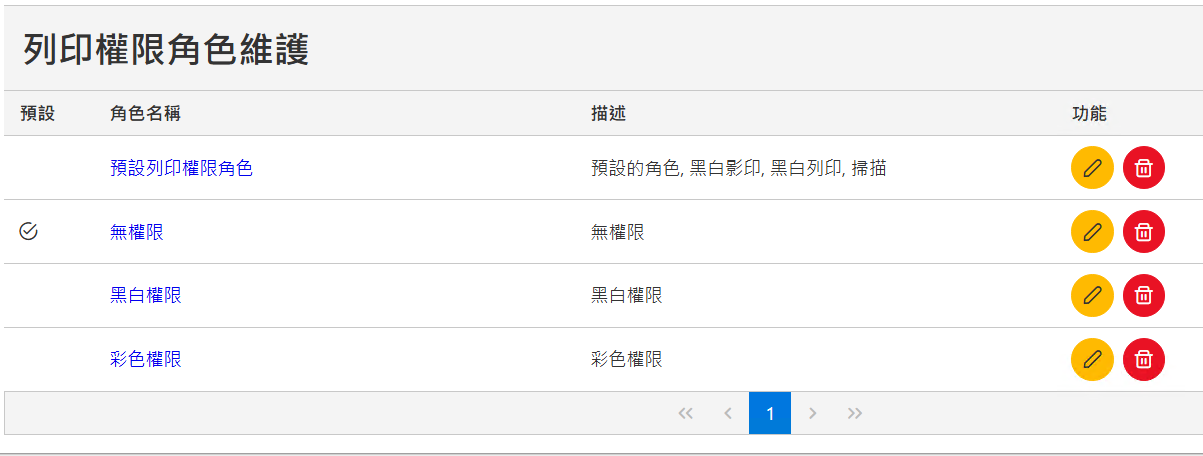 列印權限角色維護
預設 角色名稱 描述 功能
預設列印權限角色 預設的角色, 黑白影印, 黑白列印, 掃描
無權限 無權限
黑白權限 黑白權限
彩色權限 彩色權限
1